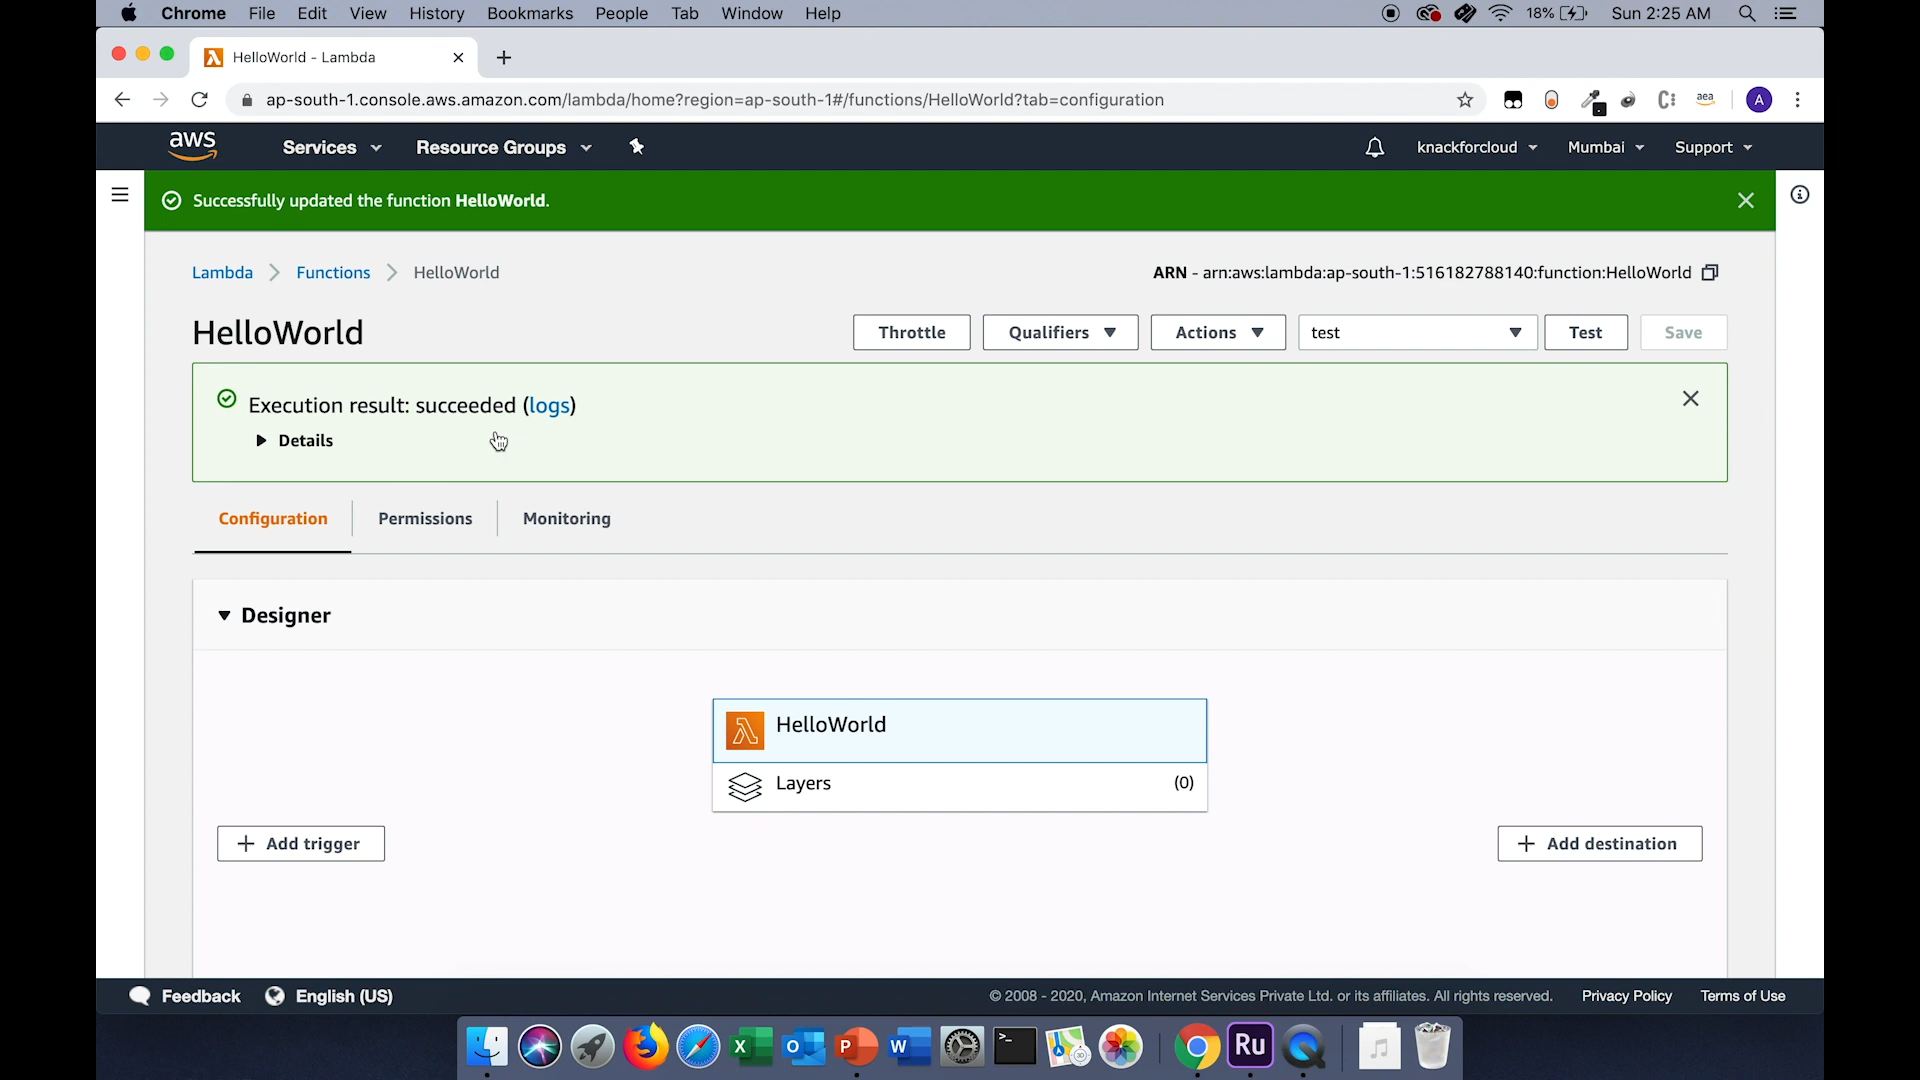 Chrome File Edit View History Bookmarks People Tab Window Help 18% Sun 2:25 AM
HelloWorld - Lambda
ap-south-1.console.aws.amazon.com/lambda/home?region=ap-south-1#/functions/HelloWorld?tab=configuration aea A
aws Services Resource Groups knackforcloud Mumbai Support
Successfully updated the function HelloWorld.
Lambda Functions HelloWorld ARN - arn:aws:lambda:ap-south-1:516182788140:function:HelloWorld
HelloWorld Throttle Qualifiers Actions test Test Save
Execution result: succeeded (logs)
Details
Configuration Permissions Monitoring
Designer
HelloWorld
Layers (0)
+ Add trigger + Add destination
Feedback English (US) © 2008 - 2020, Amazon Internet Services Private Ltd. or its affiliates. All rights reserved. Privacy Policy Terms of Use
X O P W >_ 3D Ru